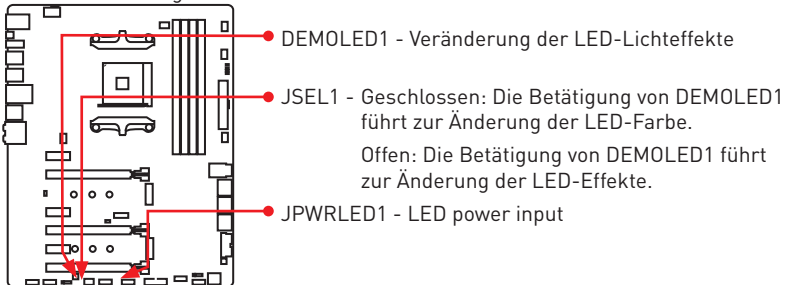 DEMOLED1 - Veränderung der LED-Lichteffekte
JSEL1 - Geschlossen: Die Betätigung von DEMOLED1
führt zur Änderung der LED-Farbe.
Offen: Die Betätigung von DEMOLED1 führt
zur Änderung der LED-Effekte.
JPWRLED1 - LED power input